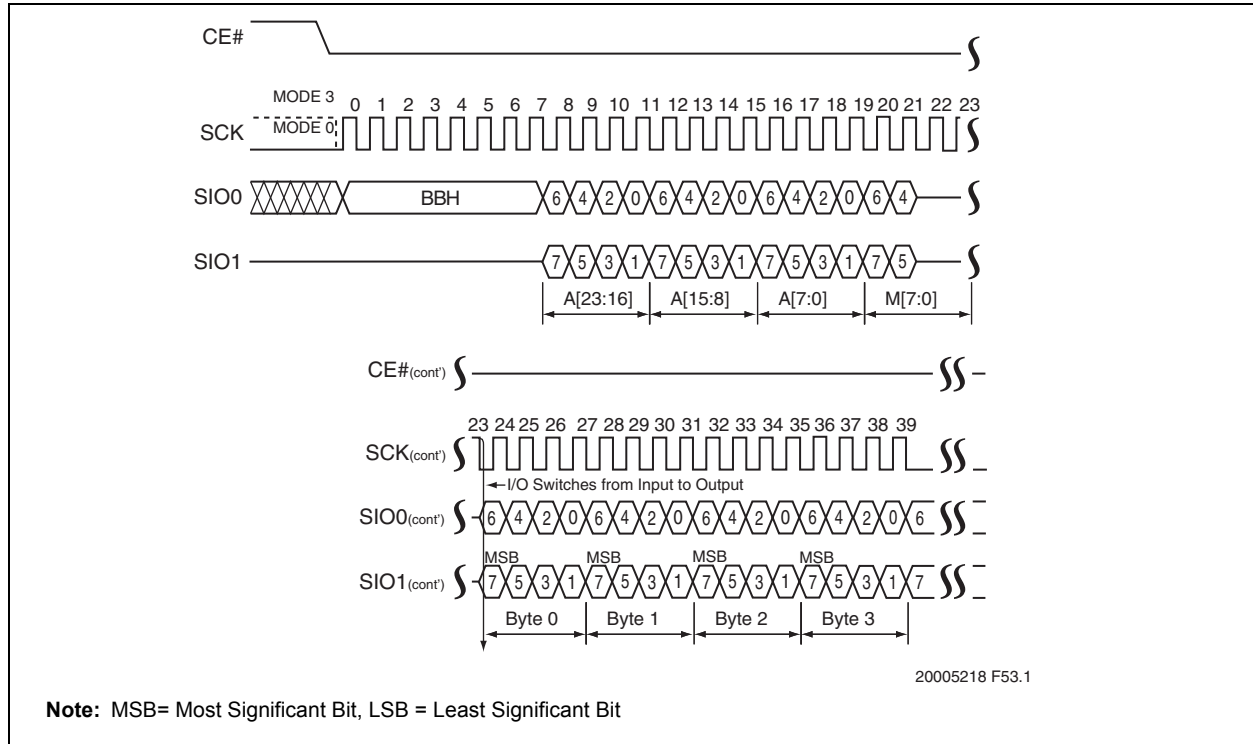 CE#
MODE 3
0 1 2 3 4 5 6 7 8 9 10 11 12 13 14 15 16 17 18 19 20 21 22 23
SCK
MODE 0
SIO0
BBH
6 4 2 0 6 4 2 0 6 4 2 0 6 4
SIO1
7 5 3 1 7 5 3 1 7 5 3 1 7 5
A[23:16] A[15:8] A[7:0] M[7:0]
CE#(cont')
23 24 25 26 27 28 29 30 31 32 33 34 35 36 37 38 39
SCK(cont')
I/O Switches from Input to Output
SIO0(cont')
6 4 2 0 6 4 2 0 6 4 2 0 6 4 2 0 6
MSB MSB MSB MSB
SIO1(cont')
7 5 3 1 7 5 3 1 7 5 3 1 7 5 3 1 7
Byte 0 Byte 1 Byte 2 Byte 3
20005218 F53.1
Note: MSB= Most Significant Bit, LSB = Least Significant Bit